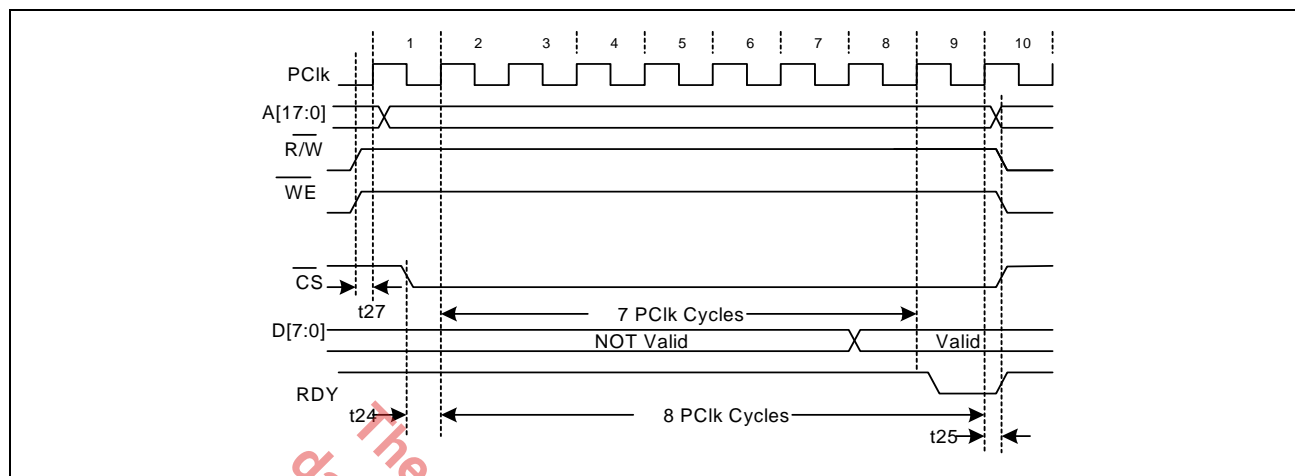 1 2 3 4 5 6 7 8 9 10
PClk
A[17:0]
R/W
WE
CS
t27
7 PClk Cycles
D[7:0]
NOT Valid Valid
RDY
t24 8 PClk Cycles t25
The